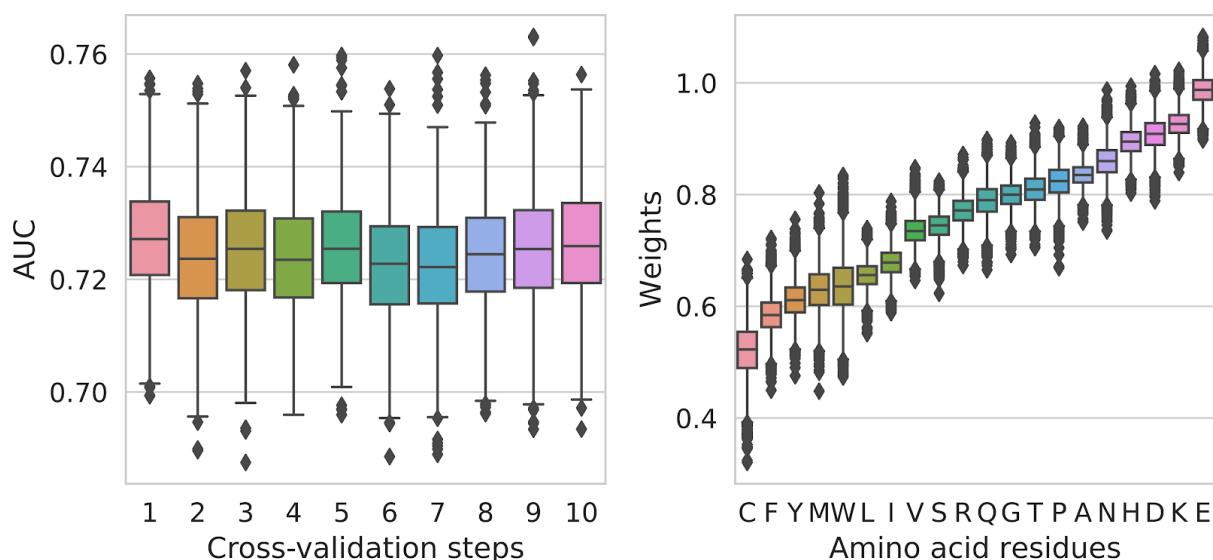 0.76
0.74
0.72
0.70
AUC
1 2 3 4 5 6 7 8 9 10
Cross-validation steps
1.0
0.8
0.6
0.4
Weights
C F Y M W L I V S R Q G T P A N H D K E
Amino acid residues